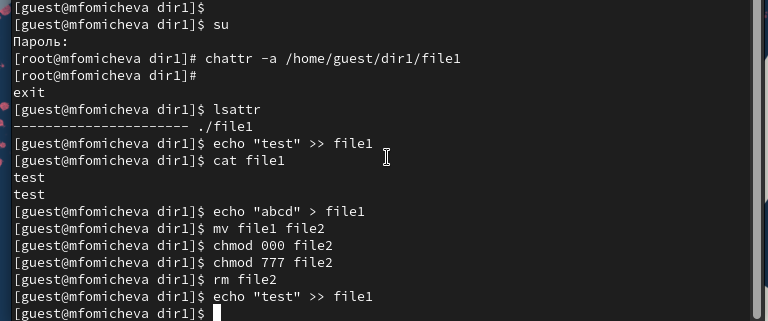 [guest@mfomicheva dir1]$
[guest@mfomicheva dir1]$ su
Пароль:
[root@mfomicheva dir1]# chattr -a /home/guest/dir1/file1
[root@mfomicheva dir1]#
exit
[guest@mfomicheva dir1]$ lsattr
---------------------- ./file1
[guest@mfomicheva dir1]$ echo "test" >> file1
[guest@mfomicheva dir1]$ cat file1
test
test
[guest@mfomicheva dir1]$ echo "abcd" > file1
[guest@mfomicheva dir1]$ mv file1 file2
[guest@mfomicheva dir1]$ chmod 000 file2
[guest@mfomicheva dir1]$ chmod 777 file2
[guest@mfomicheva dir1]$ rm file2
[guest@mfomicheva dir1]$ echo "test" >> file1
[guest@mfomicheva dir1]$